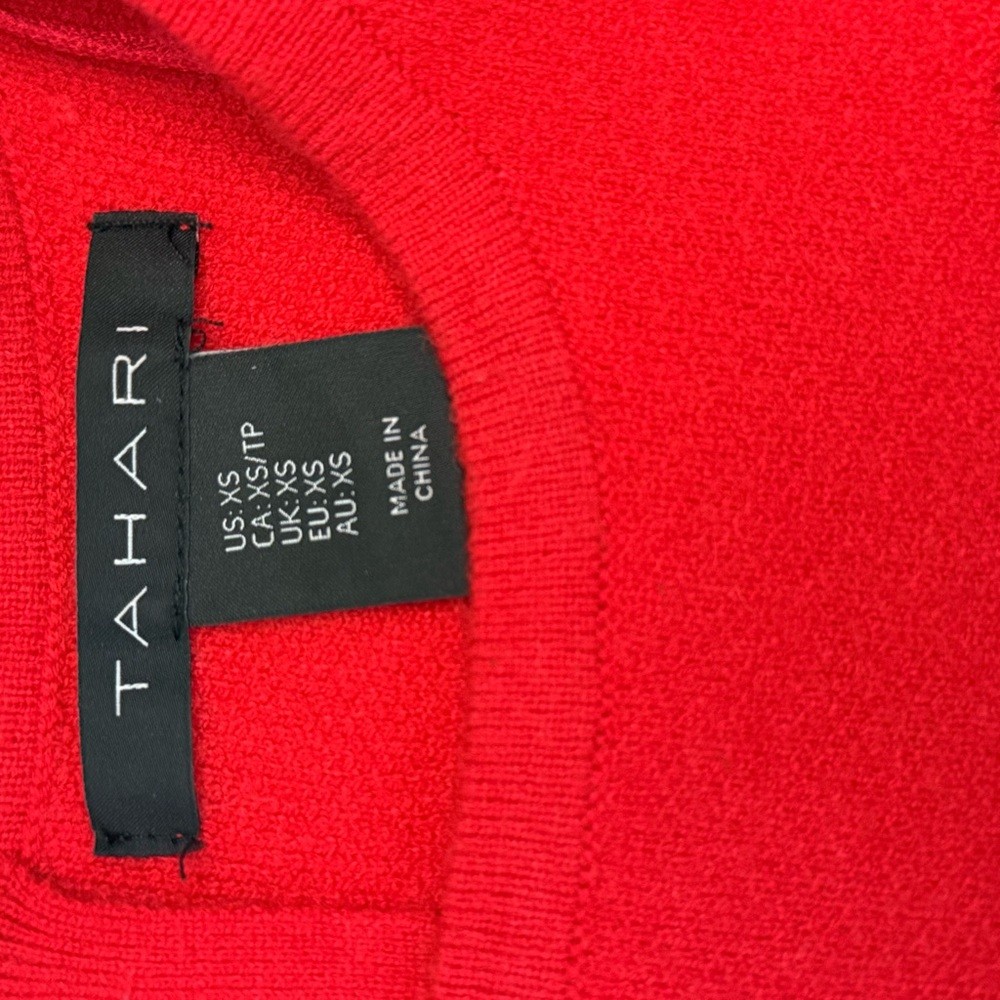 TAHARI
US: XS
CA: XS/TP
UK: XS
EU: XS
AU: XS
MADE IN
CHINA